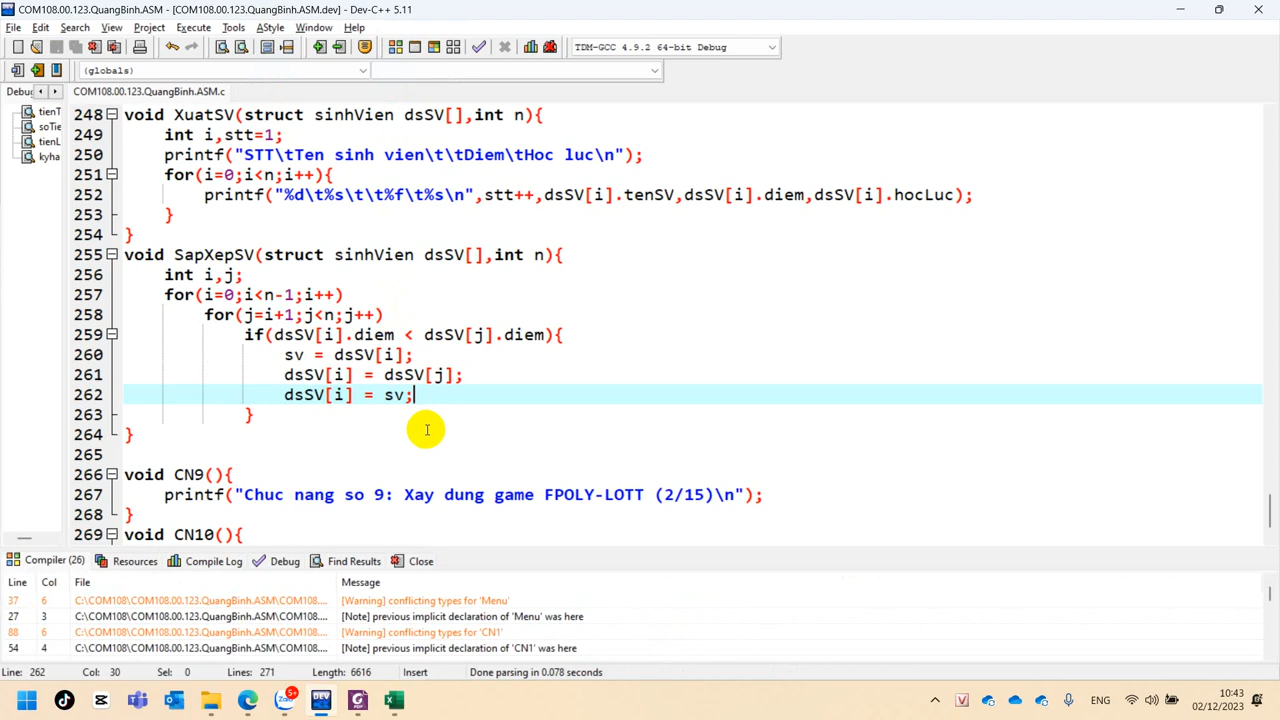 COM108.00.123.QuangBinh.ASM - [COM108.00.123.QuangBinh.ASM.dev] - Dev-C++ 5.11
File Edit Search View Project Execute Tools AStyle Window Help
TDM-GCC 4.9.2 64-bit Debug
(globals)
Debug COM108.00.123.QuangBinh.ASM.c
tienT
soTie
tienL
kyha
248 void XuatSV(struct sinhVien dsSV[],int n){
249 int i,stt=1;
250 printf("STT\tTen sinh vien\t\tDiem\tHoc luc\n");
251 for(i=0;i<n;i++){
252 printf("%d\t%s\t\t%f\t%s\n",stt++,dsSV[i].tenSV,dsSV[i].diem,dsSV[i].hocLuc);
253 }
254 }
255 void SapXepSV(struct sinhVien dsSV[],int n){
256 int i,j;
257 for(i=0;i<n-1;i++)
258 for(j=i+1;j<n;j++)
259 if(dsSV[i].diem < dsSV[j].diem){
260 sv = dsSV[i];
261 dsSV[i] = dsSV[j];
262 dsSV[i] = sv;
263 }
264 }
265
266 void CN9(){
267 printf("Chuc nang so 9: Xay dung game FPOLY-LOTT (2/15)\n");
268 }
269 void CN10(){
Compiler (26) Resources Compile Log Debug Find Results Close
Line Col File Message
37 6 C:\COM108\COM108.00.123.QuangBinh.ASM\COM108.... [Warning] conflicting types for 'Menu'
27 3 C:\COM108\COM108.00.123.QuangBinh.ASM\COM108.... [Note] previous implicit declaration of 'Menu' was here
88 6 C:\COM108\COM108.00.123.QuangBinh.ASM\COM108.... [Warning] conflicting types for 'CN1'
54 4 C:\COM108\COM108.00.123.QuangBinh.ASM\COM108.... [Note] previous implicit declaration of 'CN1' was here
Line: 262 Col: 30 Sel: 0 Lines: 271 Length: 6616 Insert Done parsing in 0.078 seconds
Zalo 5+ DEV PDF V ENG 10:43
02/12/2023